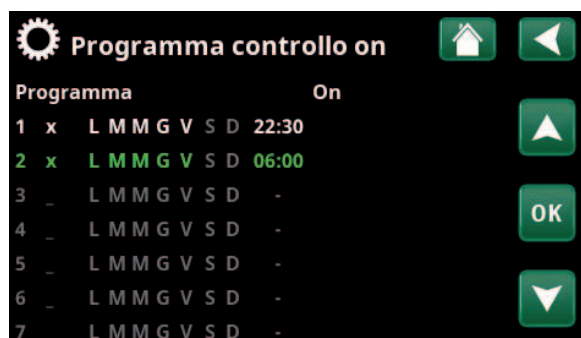 Programma controllo on
Programma On
1 x L M M G V S D 22:30
2 x L M M G V S D 06:00
3 _ L M M G V S D -
4 _ L M M G V S D -
OK
5 _ L M M G V S D -
6 _ L M M G V S D -
7 L M M G V S D